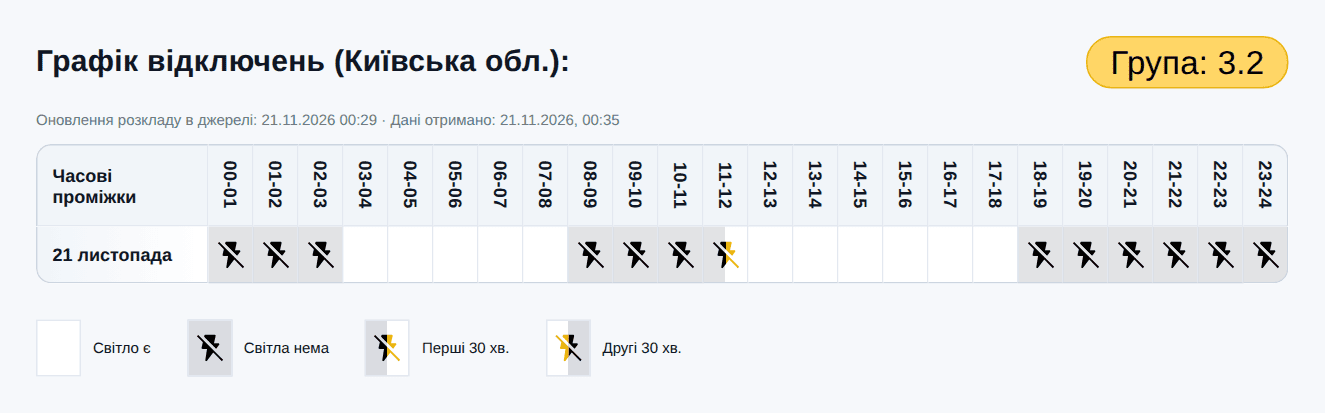 Графік відключень (Київська обл.):
Група: 3.2
Оновлення розкладу в джерелі: 21.11.2026 00:29 · Дані отримано: 21.11.2026, 00:35
Часові
проміжки
00-01
01-02
02-03
03-04
04-05
05-06
06-07
07-08
08-09
09-10
10-11
11-12
12-13
13-14
14-15
15-16
16-17
17-18
18-19
19-20
20-21
21-22
22-23
23-24
21 листопада
Світло є
Світла нема
Перші 30 хв.
Другі 30 хв.